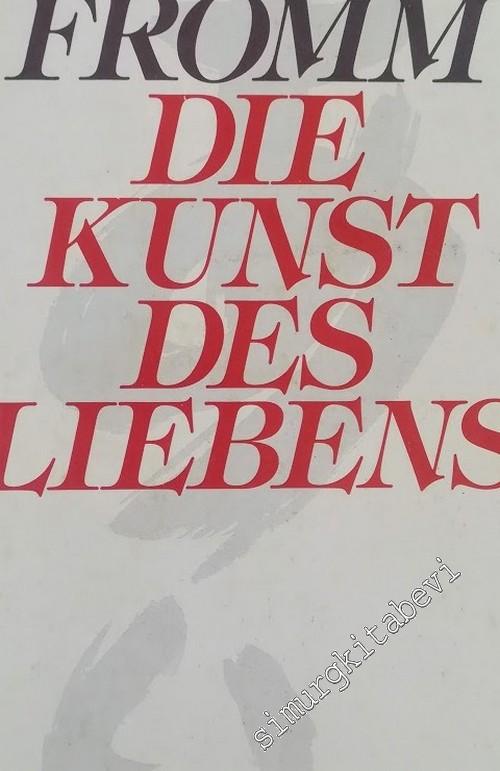 FROMM
DIE
KUNST
DES
LIEBENS
simurgkitabevi